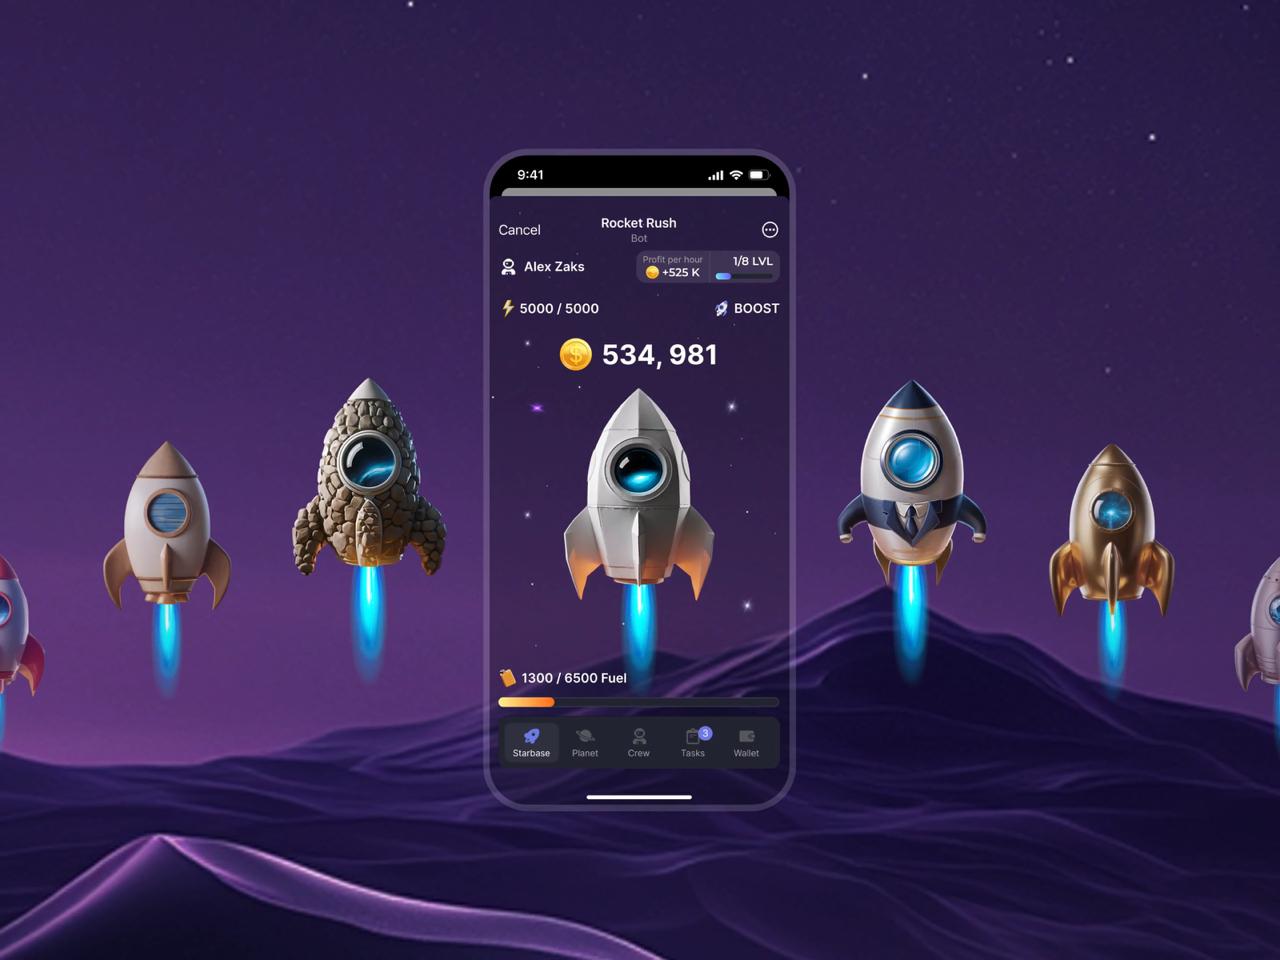 9:41
Cancel
Rocket Rush
Bot
Alex Zaks
Profit per hour
+525 K
1/8 LVL
5000 / 5000
BOOST
534, 981
1300 / 6500 Fuel
3
Starbase
Planet
Crew
Tasks
Wallet